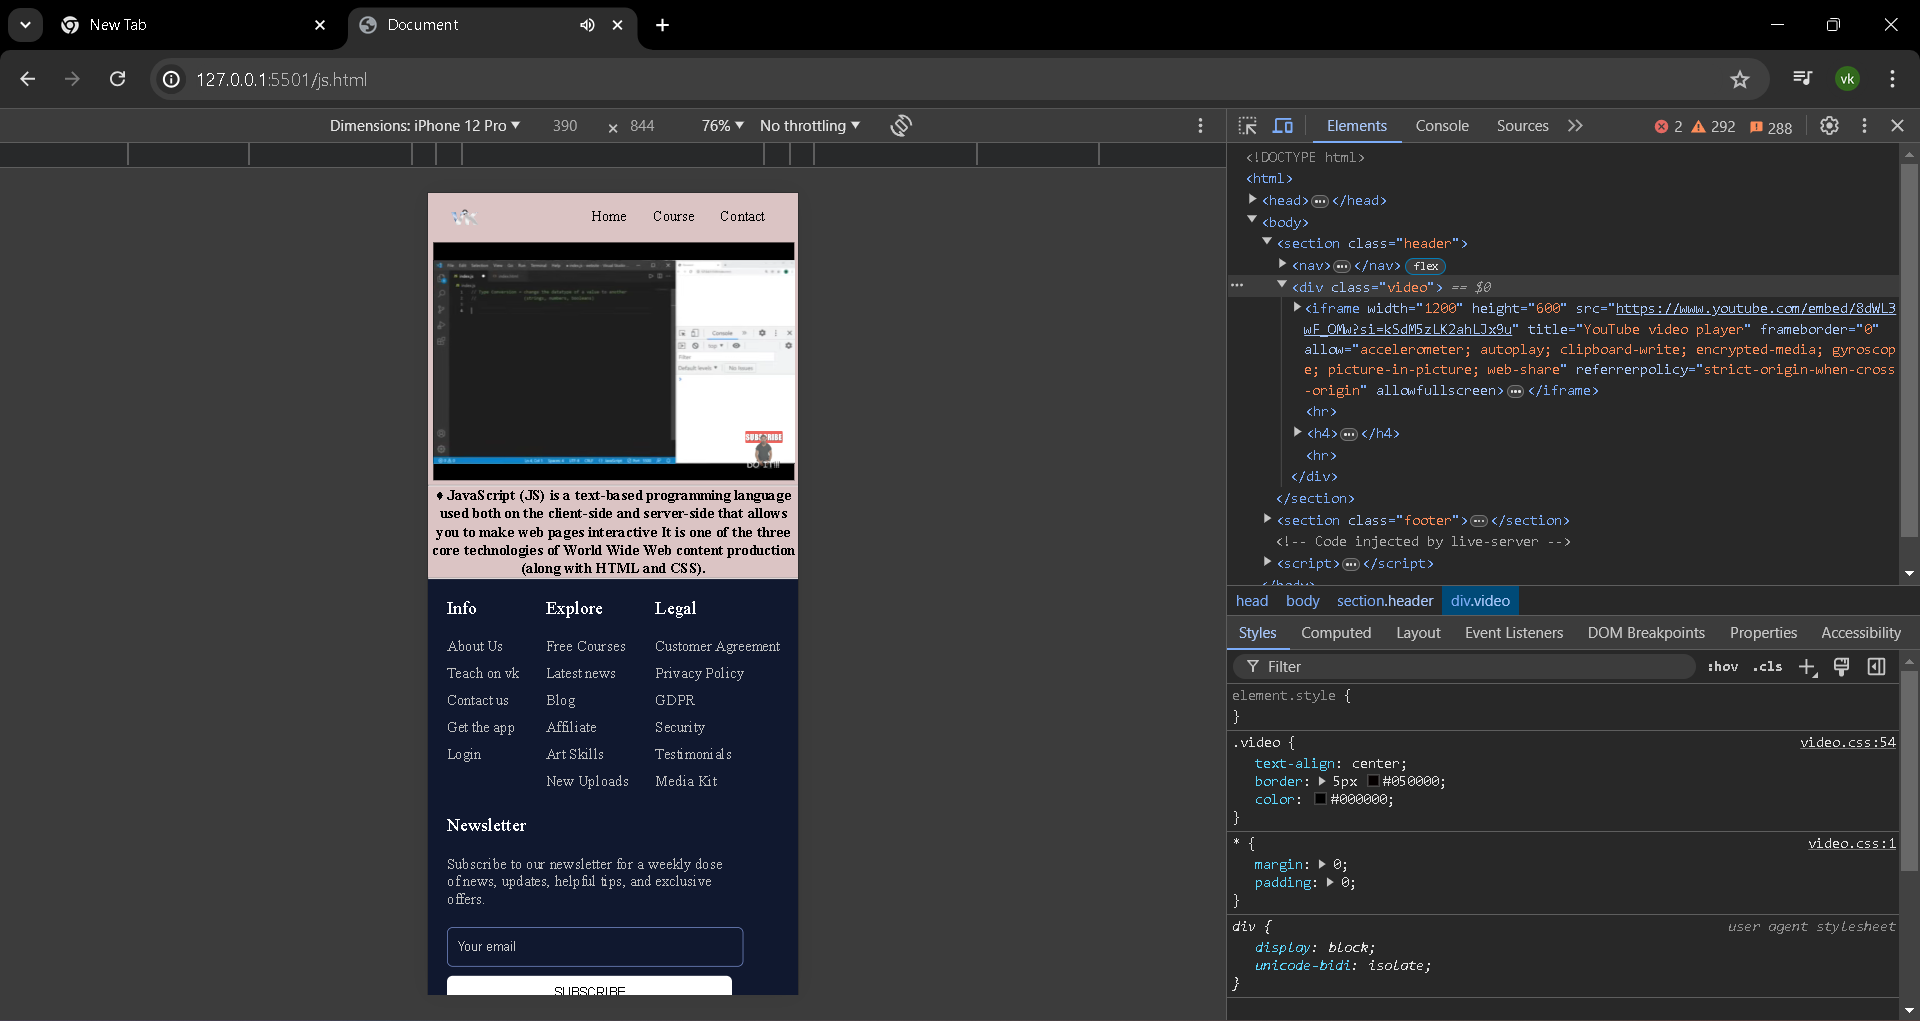 New Tab
Document
127.0.0.1:5501/js.html
vk
Dimensions: iPhone 12 Pro ▼ 390 × 844 76% ▼ No throttling ▼
Home Course Contact
SUBSCRIBE
DO IT!!!
♦ JavaScript (JS) is a text-based programming language
used both on the client-side and server-side that allows
you to make web pages interactive It is one of the three
core technologies of World Wide Web content production
(along with HTML and CSS).
Info Explore Legal
About Us Free Courses Customer Agreement
Teach on vk Latest news Privacy Policy
Contact us Blog GDPR
Get the app Affiliate Security
Login Art Skills Testimonials
New Uploads Media Kit
Newsletter
Subscribe to our newsletter for a weekly dose
of news, updates, helpful tips, and exclusive
offers.
Your email
SUBSCRIBE
Elements Console Sources 2 292 288
<!DOCTYPE html>
<html>
<head>…</head>
<body>
<section class="header">
<nav>…</nav> flex
<div class="video"> == $0
<iframe width="1200" height="600" src="https://www.youtube.com/embed/8dWL3
wF_OMw?si=kSdM5zLK2ahLJx9u" title="YouTube video player" frameborder="0"
allow="accelerometer; autoplay; clipboard-write; encrypted-media; gyroscop
e; picture-in-picture; web-share" referrerpolicy="strict-origin-when-cross
-origin" allowfullscreen>…</iframe>
<hr>
<h4>…</h4>
<hr>
</div>
</section>
<section class="footer">…</section>
<!-- Code injected by live-server -->
<script>…</script>
</body>
head body section.header div.video
Styles Computed Layout Event Listeners DOM Breakpoints Properties Accessibility
Filter :hov .cls
element.style {
}
.video { video.css:54
text-align: center;
border: 5px #050000;
color: #000000;
}
* { video.css:1
margin: 0;
padding: 0;
}
div { user agent stylesheet
display: block;
unicode-bidi: isolate;
}